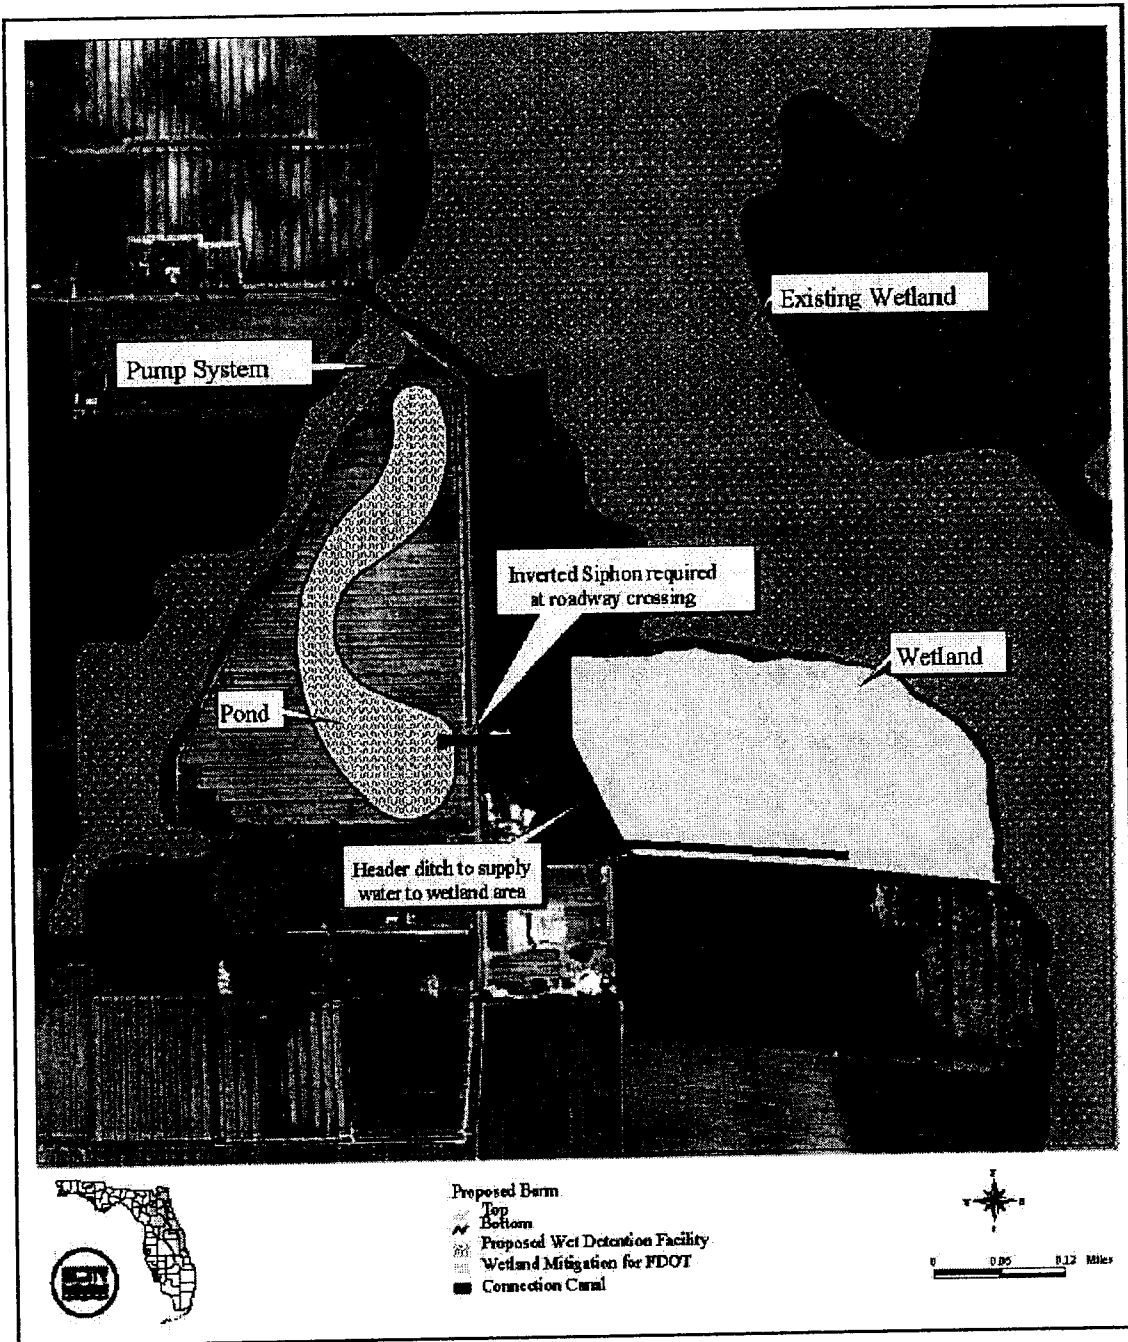 Existing Wetland
Pump System
Inverted Siphon required
at roadway crossing
Wetland
Pond
Header ditch to supply
water to wetland area
Proposed Berm
Top
Bottom
Proposed Wet Detention Facility
Wetland Mitigation for FDOT
Connection Canal
0 0.05 0.12 Miles